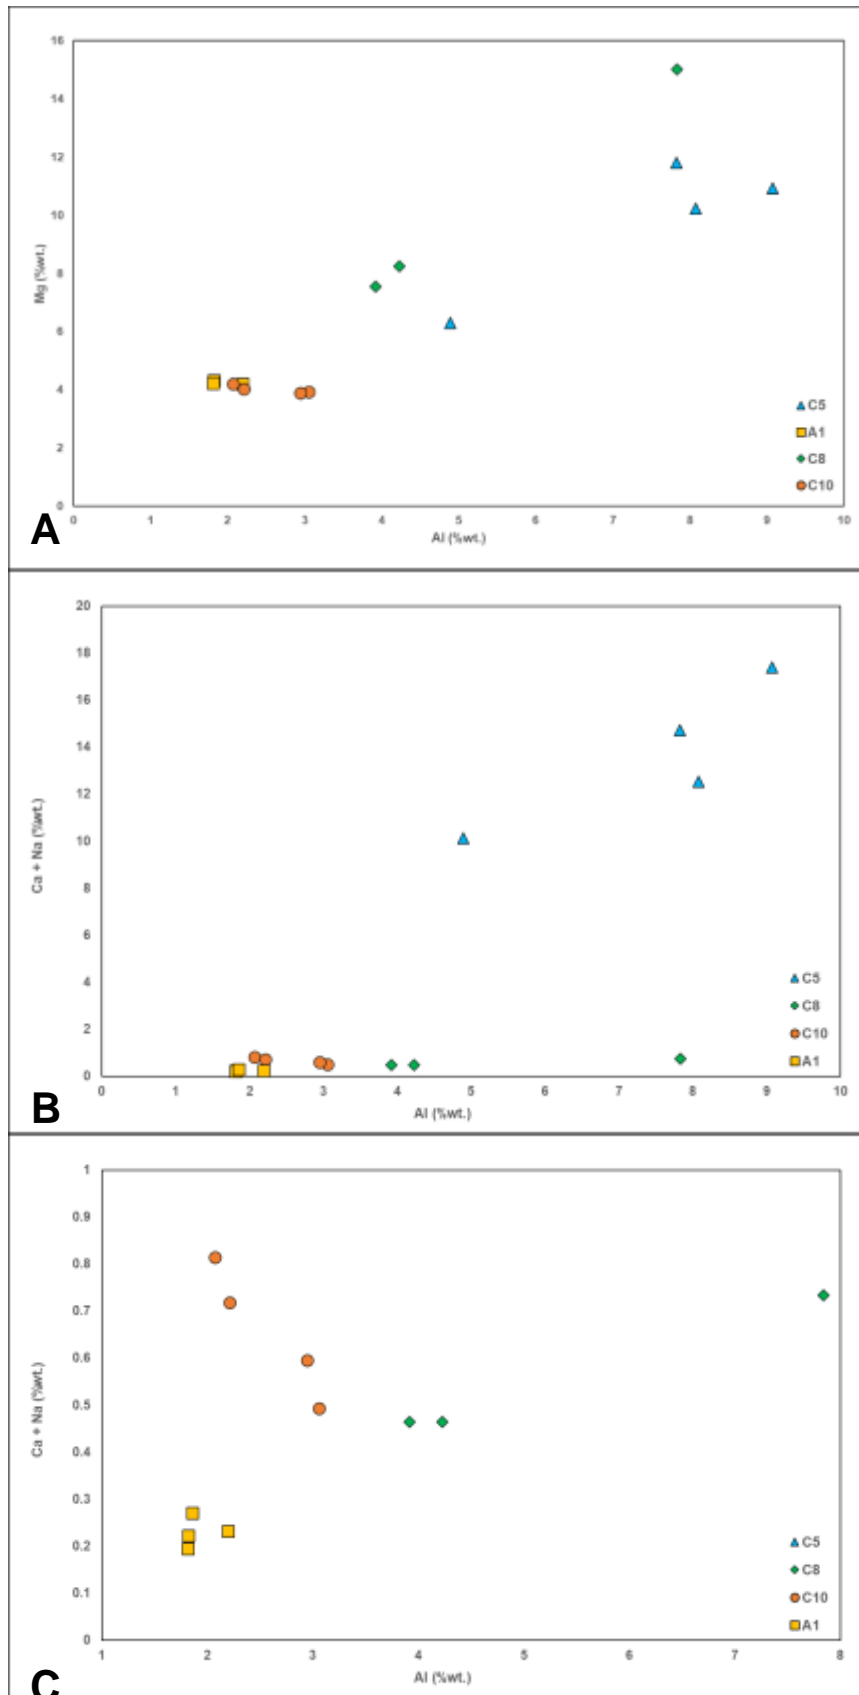 16
14
12
10
8
6
4
2
0
Mg (%wt.)
C5
A1
C8
C10
0 1 2 3 4 5 6 7 8 9 10
Al (%wt.)
A
20
18
16
14
12
10
8
6
4
2
0
Ca + Na (%wt.)
C5
C8
C10
A1
0 1 2 3 4 5 6 7 8 9 10
Al (%wt.)
B
1
0.9
0.8
0.7
0.6
0.5
0.4
0.3
0.2
0.1
0
Ca + Na (%wt.)
C5
C8
C10
A1
1 2 3 4 5 6 7 8
Al (%wt.)
C